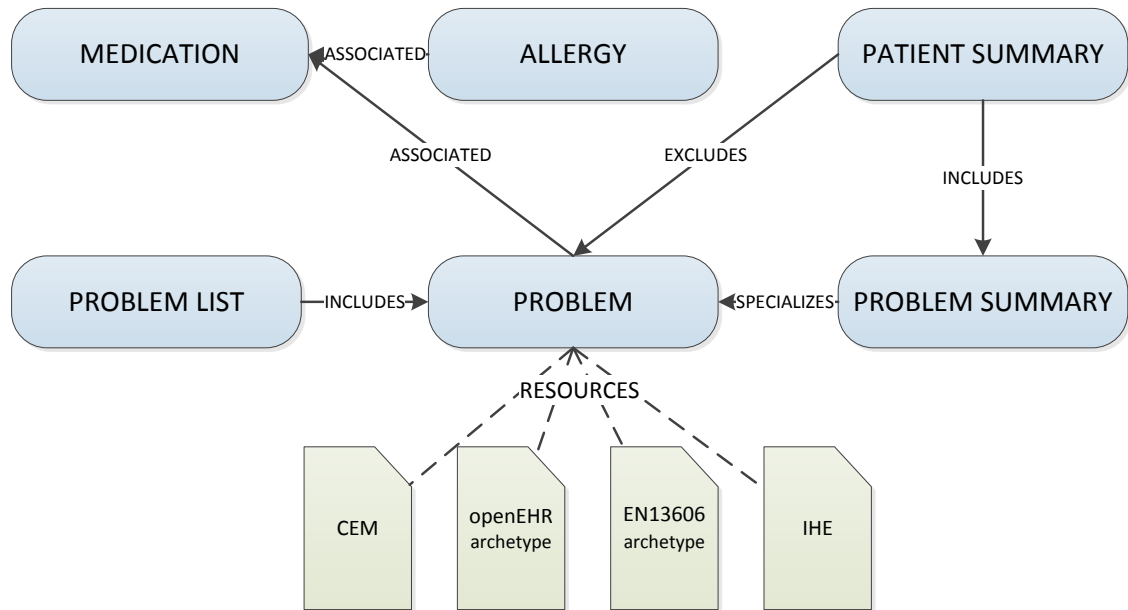 MEDICATION
ASSOCIATED
ALLERGY
PATIENT SUMMARY
ASSOCIATED
EXCLUDES
INCLUDES
PROBLEM LIST
INCLUDES
PROBLEM
SPECIALIZES
PROBLEM SUMMARY
RESOURCES
CEM
openEHR
archetype
EN13606
archetype
IHE